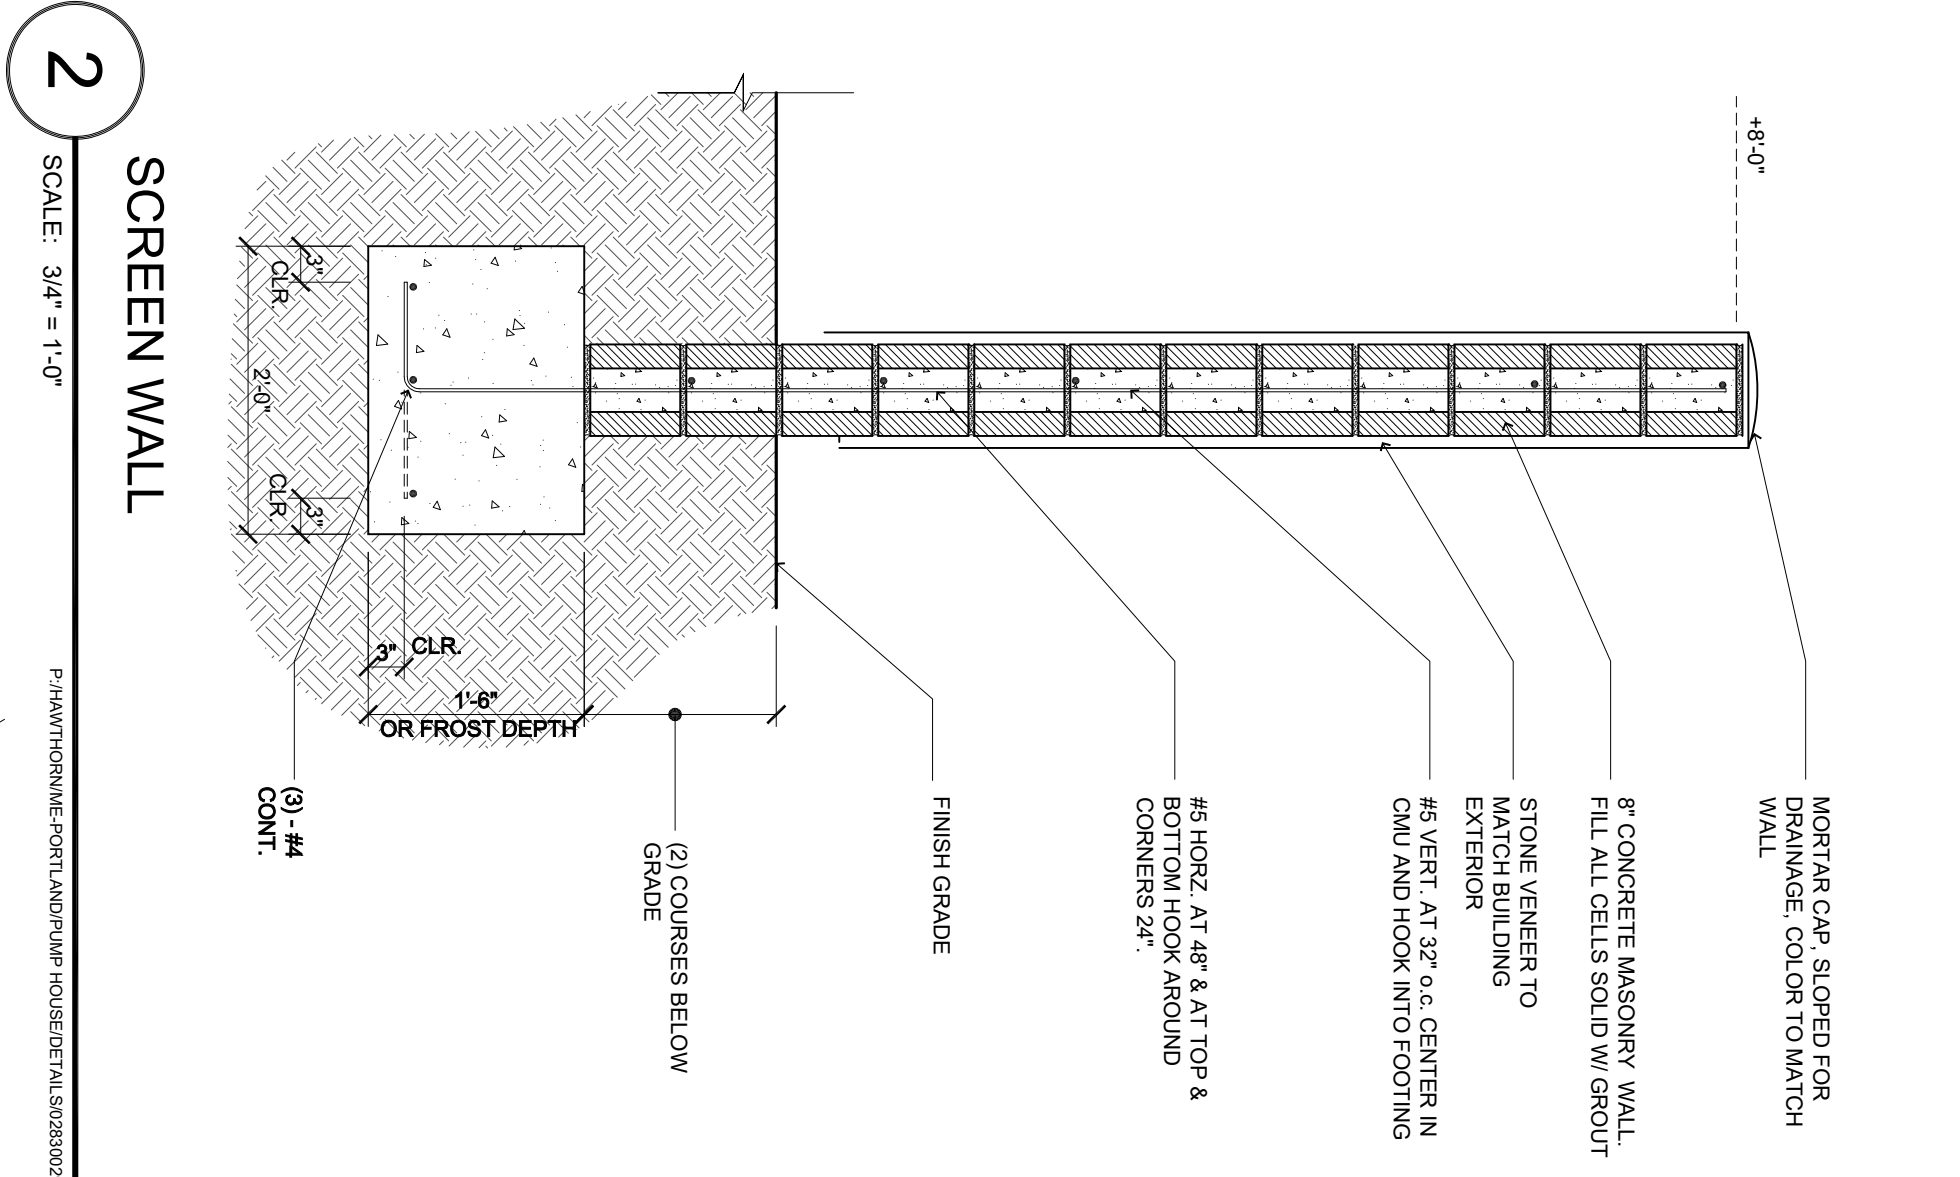 +8'-0"
MORTAR CAP, SLOPED FOR
DRAINAGE, COLOR TO MATCH
WALL
8" CONCRETE MASONRY WALL.
FILL ALL CELLS SOLID W/ GROUT
STONE VENEER TO
MATCH BUILDING
EXTERIOR
#5 VERT. AT 32" o.c. CENTER IN
CMU AND HOOK INTO FOOTING
#5 HORZ. AT 48" & AT TOP &
BOTTOM HOOK AROUND
CORNERS 24".
FINISH GRADE
(2) COURSES BELOW
GRADE
1'-6"
OR FROST DEPTH
3"
CLR.
(3) - #4
CONT.
3"
CLR.
2'-0"
3"
CLR.
2
SCREEN WALL
SCALE: 3/4" = 1'-0"
P:/HAWTHORN/ME-PORTLAND/PUMP HOUSE/DETAILS/0283002